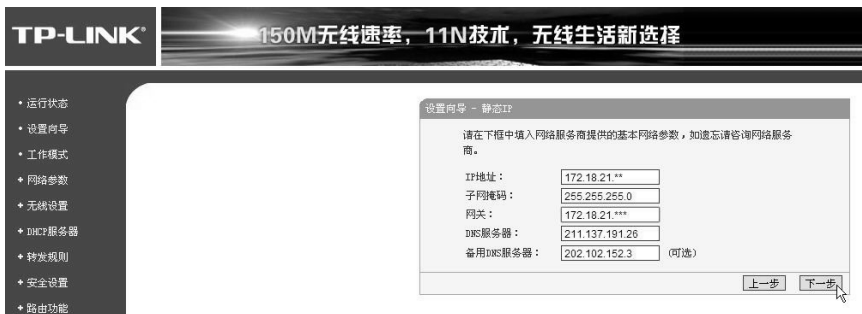 TP-LINK®
150M无线速率，11N技术，无线生活新选择
• 运行状态
• 设置向导
• 工作模式
+ 网络参数
+ 无线设置
+ DHCP服务器
+ 转发规则
+ 安全设置
+ 路由功能
设置向导 - 静态IP
请在下框中填入网络服务商提供的基本网络参数，如遗忘请咨询网络服务
商。
IP地址： 172.18.21.**
子网掩码： 255.255.255.0
网关： 172.18.21.***
DNS服务器： 211.137.191.26
备用DNS服务器： 202.102.152.3 (可选)
上一步 下一步